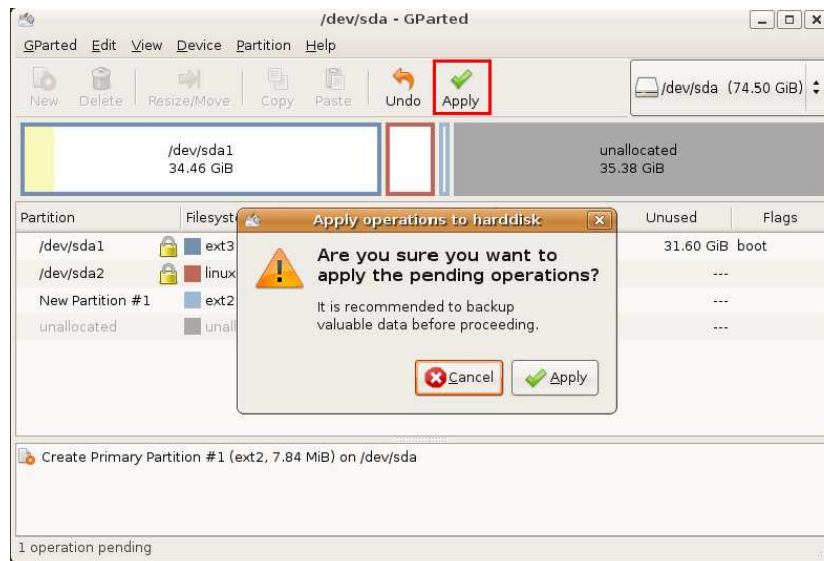 /dev/sda - GParted
GParted Edit View Device Partition Help
New Delete Resize/Move Copy Paste Undo Apply
/dev/sda (74.50 GiB)
/dev/sda1
34.46 GiB
unallocated
35.38 GiB
Partition Filesyst Unused Flags
/dev/sda1 ext3 31.60 GiB boot
/dev/sda2 linux ---
New Partition #1 ext2 ---
unallocated unall ---
Apply operations to harddisk
Are you sure you want to
apply the pending operations?
It is recommended to backup
valuable data before proceeding.
Cancel Apply
Create Primary Partition #1 (ext2, 7.84 MiB) on /dev/sda
1 operation pending